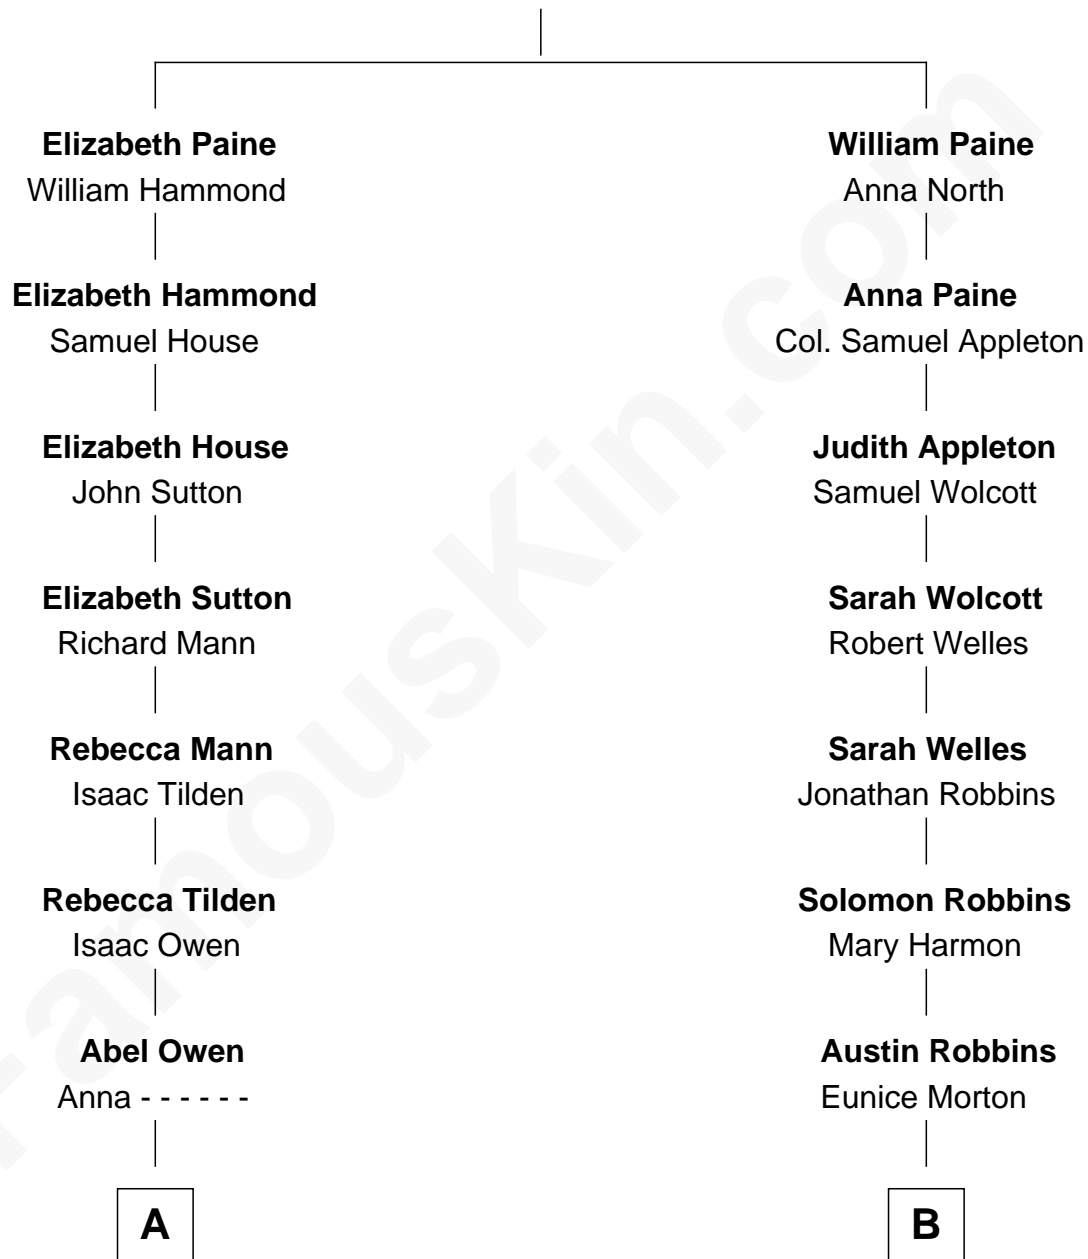 Elizabeth Paine
William Hammond
William Paine
Anna North
Elizabeth Hammond
Samuel House
Anna Paine
Col. Samuel Appleton
Elizabeth House
John Sutton
Judith Appleton
Samuel Wolcott
Elizabeth Sutton
Richard Mann
Sarah Wolcott
Robert Welles
Rebecca Mann
Isaac Tilden
Sarah Welles
Jonathan Robbins
Rebecca Tilden
Isaac Owen
Solomon Robbins
Mary Harmon
Abel Owen
Anna - - - - - -
Austin Robbins
Eunice Morton
A
B
FamousKin.com